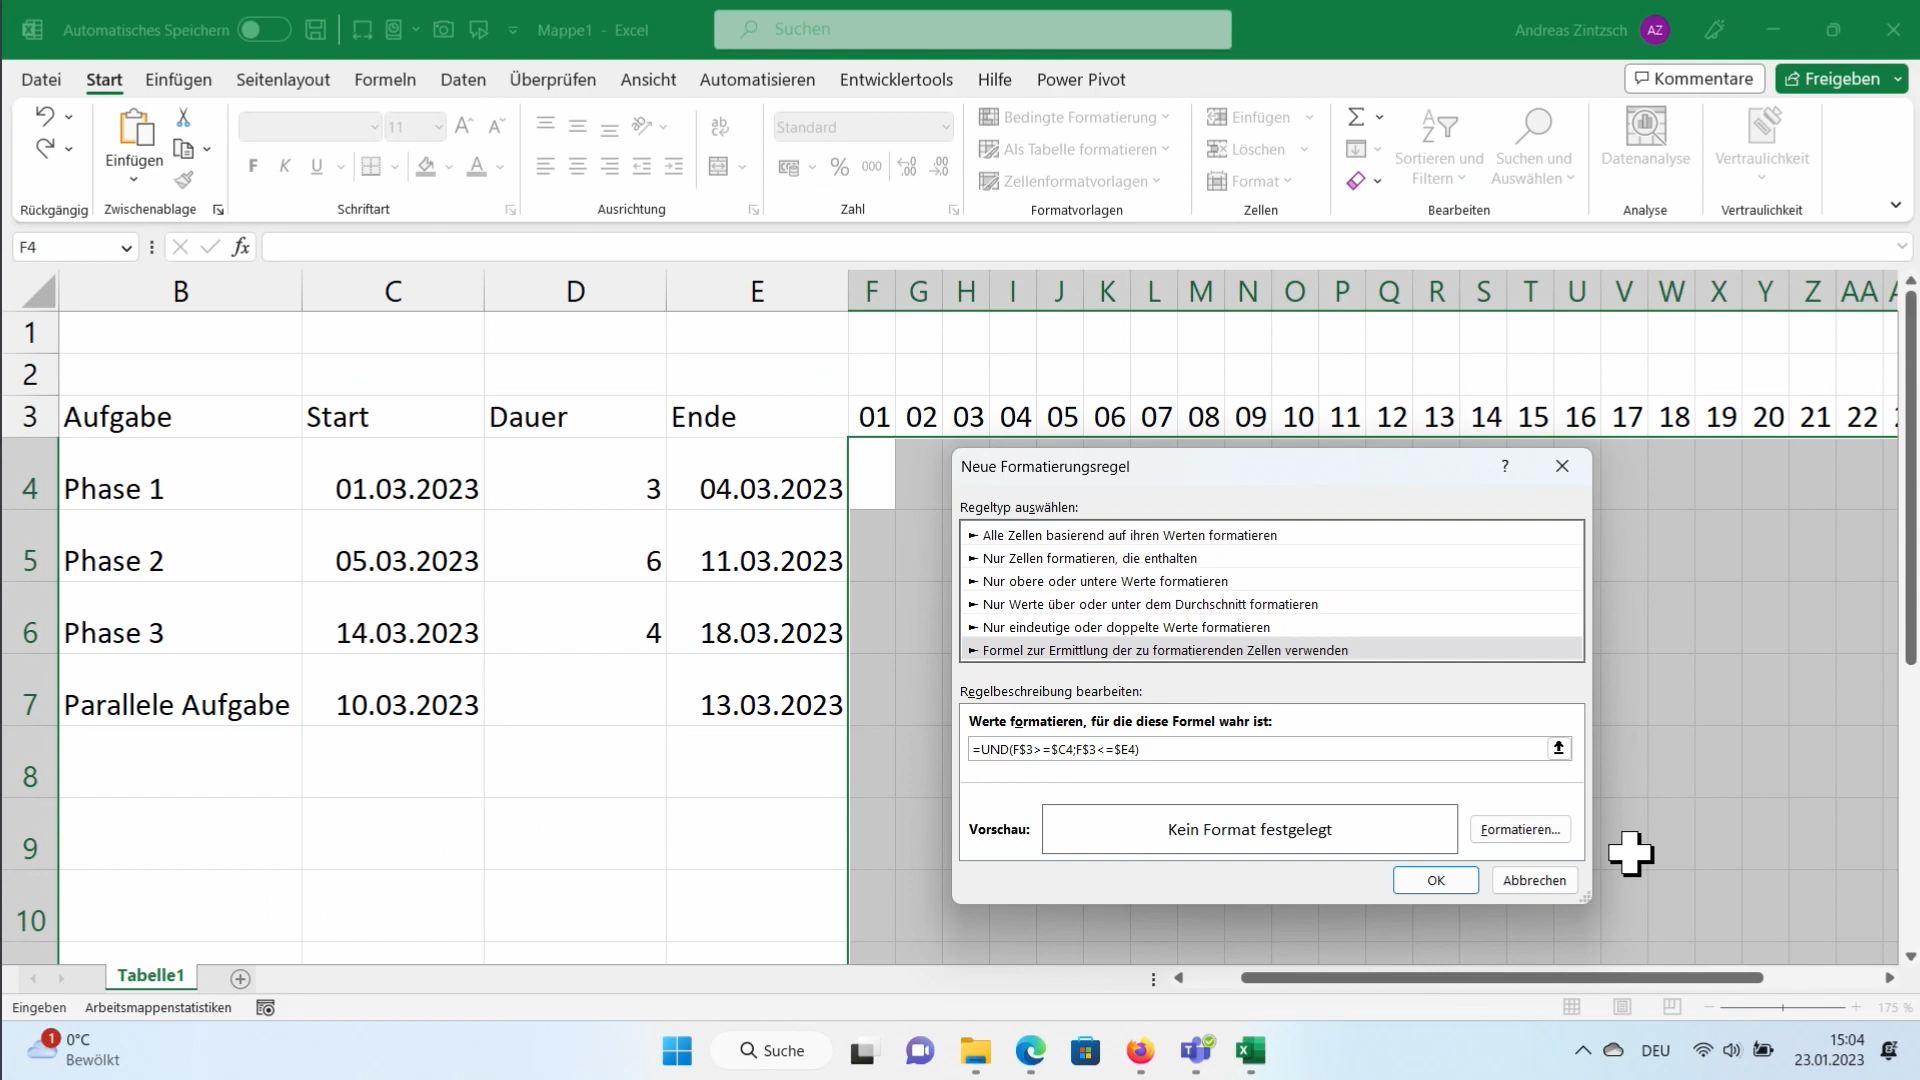 Automatisches Speichern
Mappe1 - Excel
Suchen
Andreas Zintzsch
AZ
Datei Start Einfügen Seitenlayout Formeln Daten Überprüfen Ansicht Automatisieren Entwicklertools Hilfe Power Pivot
Kommentare
Freigeben
Einfügen
11
F K U
ab
Standard
% 000
Bedingte Formatierung
Als Tabelle formatieren
Zellenformatvorlagen
Einfügen
Löschen
Format
Sortieren und Filtern
Suchen und Auswählen
Datenanalyse
Vertraulichkeit
Rückgängig Zwischenablage Schriftart Ausrichtung Zahl Formatvorlagen Zellen Bearbeiten Analyse Vertraulichkeit
F4
fx
B C D E F G H I J K L M N O P Q R S T U V W X Y Z AA
1
2
3 Aufgabe Start Dauer Ende 01 02 03 04 05 06 07 08 09 10 11 12 13 14 15 16 17 18 19 20 21 22
4 Phase 1 01.03.2023 3 04.03.2023
5 Phase 2 05.03.2023 6 11.03.2023
6 Phase 3 14.03.2023 4 18.03.2023
7 Parallele Aufgabe 10.03.2023 13.03.2023
8
9
10
Neue Formatierungsregel
?
Regeltyp auswählen:
► Alle Zellen basierend auf ihren Werten formatieren
► Nur Zellen formatieren, die enthalten
► Nur obere oder untere Werte formatieren
► Nur Werte über oder unter dem Durchschnitt formatieren
► Nur eindeutige oder doppelte Werte formatieren
► Formel zur Ermittlung der zu formatierenden Zellen verwenden
Regelbeschreibung bearbeiten:
Werte formatieren, für die diese Formel wahr ist:
=UND(F$3>=$C4;F$3<=$E4)
Vorschau:
Kein Format festgelegt
Formatieren...
OK
Abbrechen
Tabelle1
Eingeben
Arbeitsmappenstatistiken
175 %
1
0°C
Bewölkt
Suche
DEU
15:04
23.01.2023